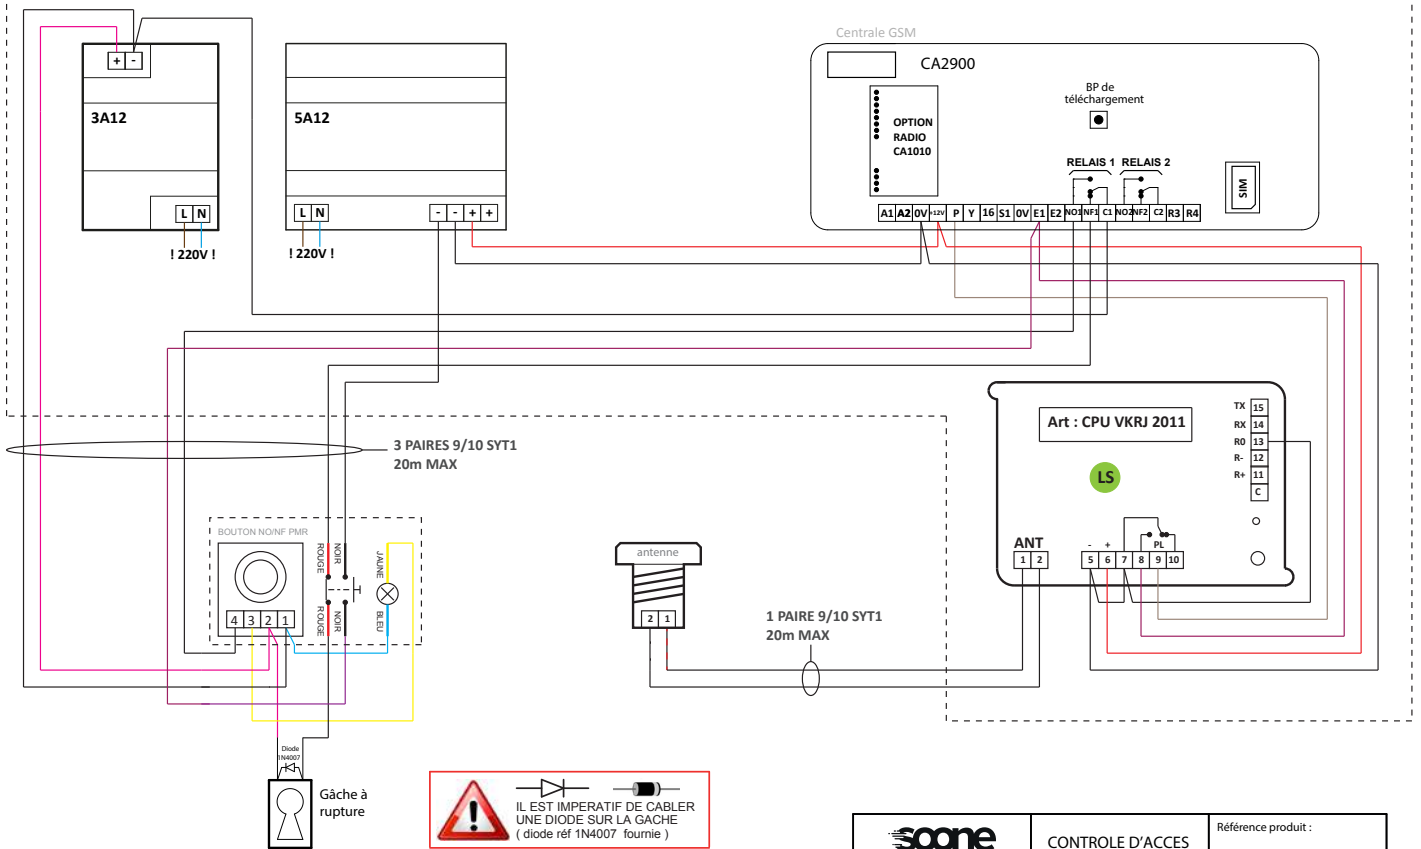 Centrale GSM
CA2900
BP de
téléchargement
OPTION
RADIO
CA1010
RELAIS 1 RELAIS 2
SIM
A1 A2 0V +12V P Y 16 S1 0V E1 E2 NO1 NF1 C1 NO2 NF2 C2 R3 R4
+ -
3A12
L N
! 220V !
5A12
L N
- - + +
! 220V !
3 PAIRES 9/10 SYT1
20m MAX
BOUTON NO/NF PMR
4 3 2 1
ROUGE
NOIR
JAUNE
ROUGE
NOIR
BLEU
Diode
1N4007
Gâche à
rupture
antenne
2 1
1 PAIRE 9/10 SYT1
20m MAX
Art : CPU VKRJ 2011
LS
TX 15
RX 14
R0 13
R- 12
R+ 11
C
ANT
1 2
- +
PL
5 6 7 8 9 10
IL EST IMPERATIF DE CABLER
UNE DIODE SUR LA GACHE
( diode réf 1N4007 fournie )
CONTROLE D'ACCES
Référence produit :